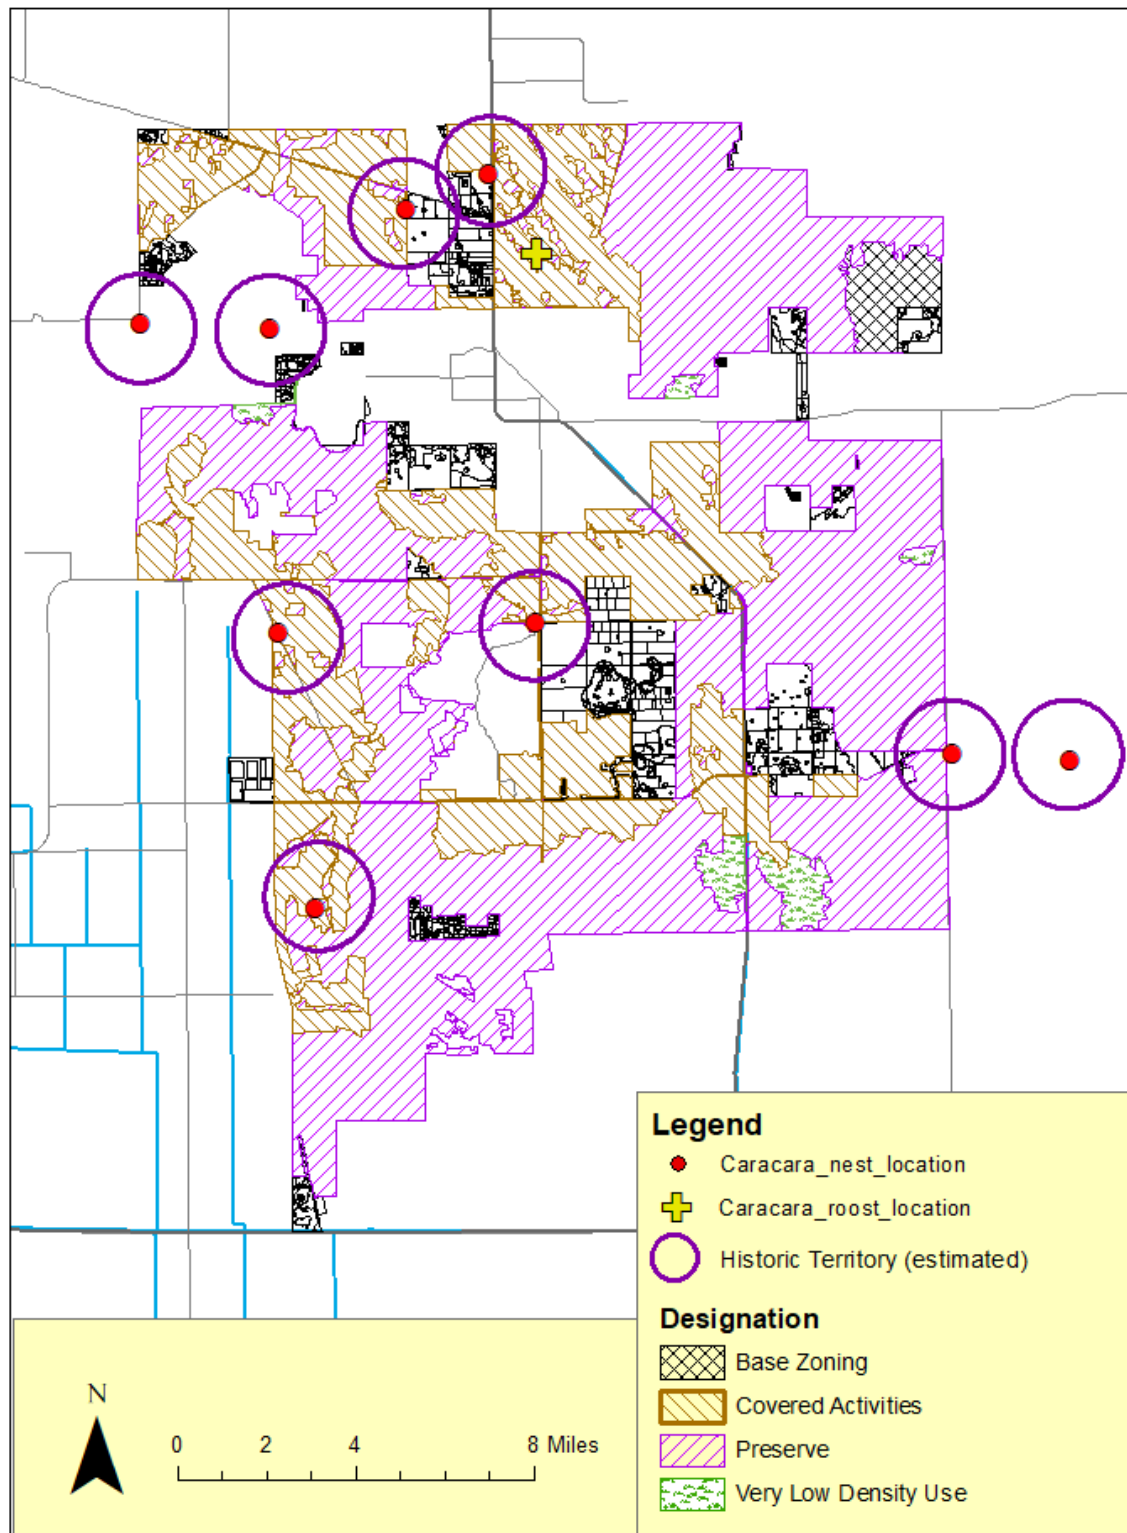 Legend
Caracara_nest_location
Caracara_roost_location
Historic Territory (estimated)
Designation
Base Zoning
Covered Activities
Preserve
Very Low Density Use
N
0 2 4 8 Miles